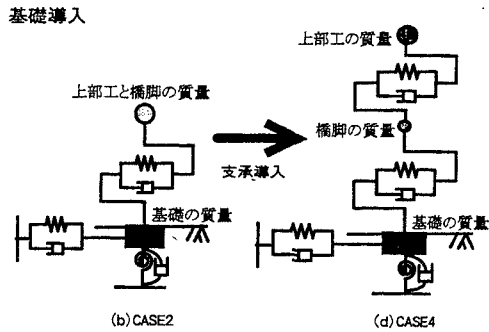 基礎導入
上部工の質量
上部工と橋脚の質量
橋脚の質量
支承導入
基礎の質量
基礎の質量
(b)CASE2
(d)CASE4